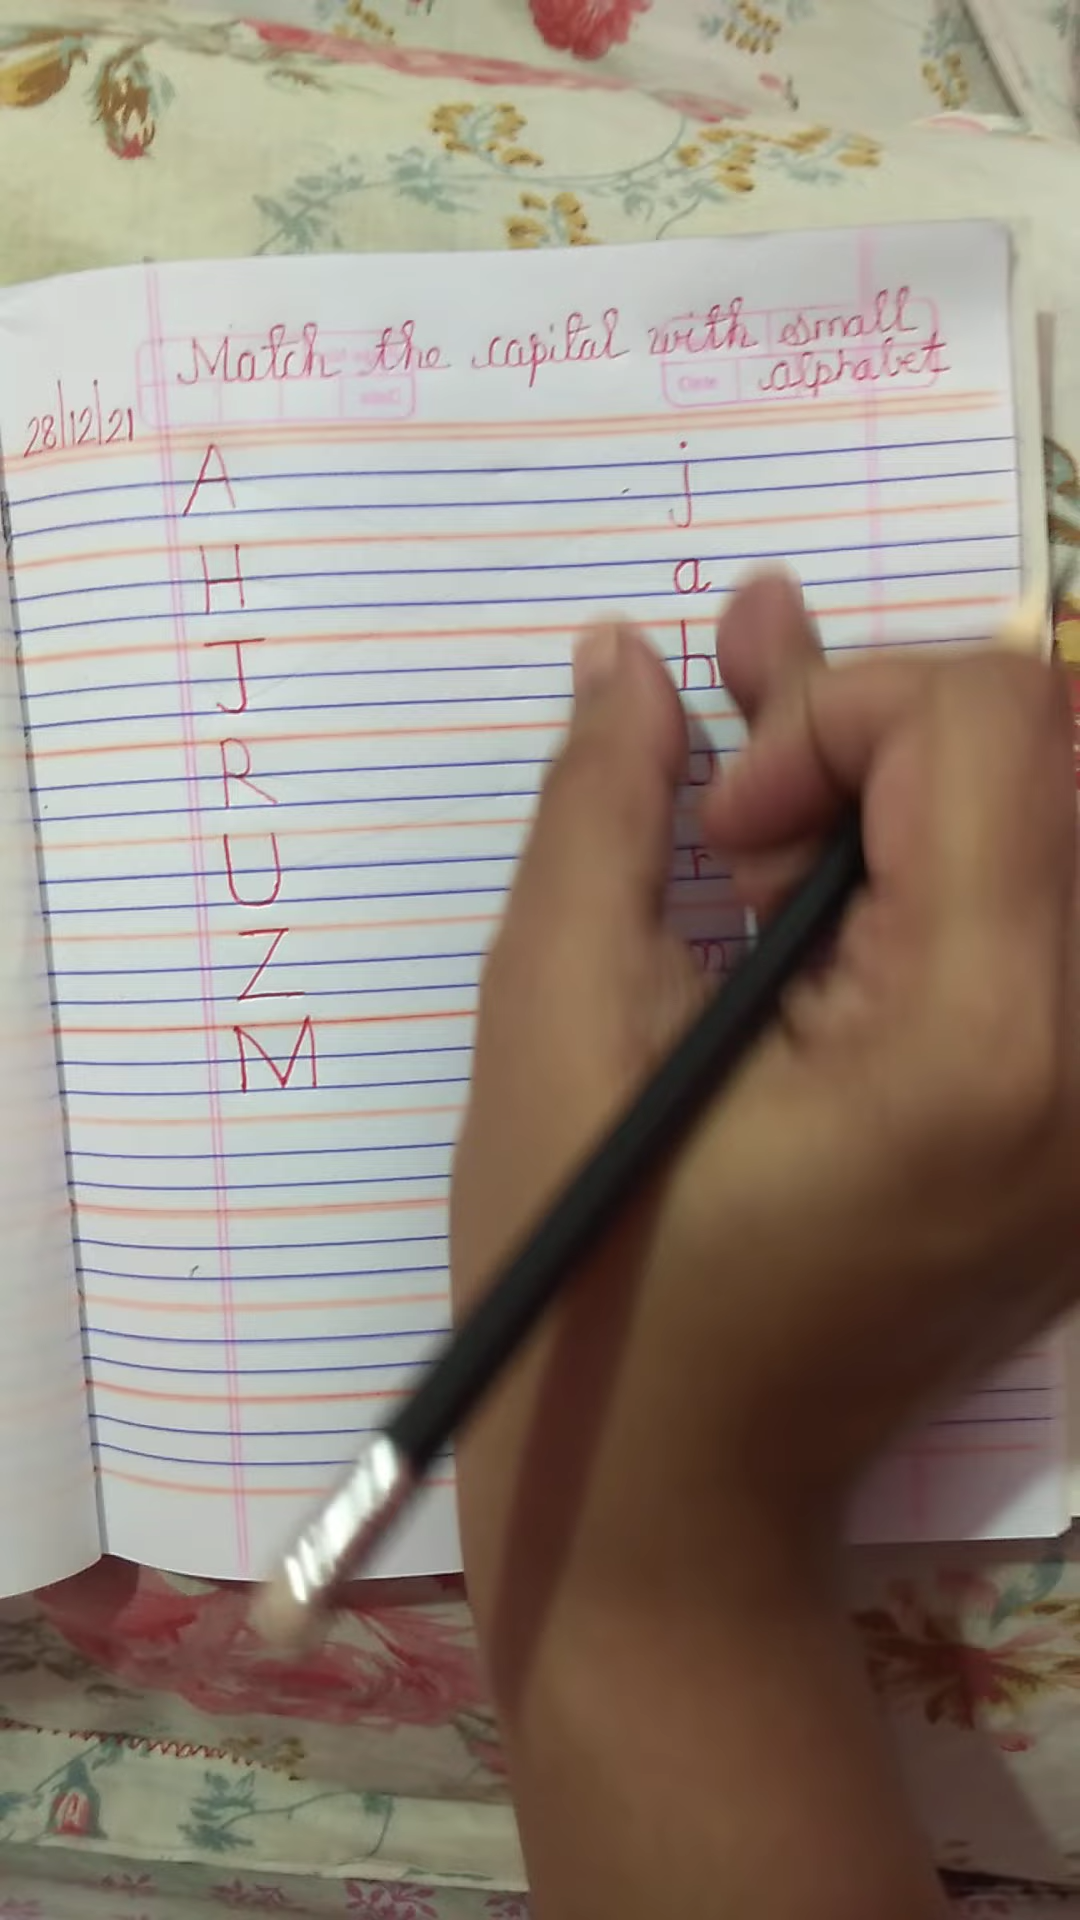 Match the capital with small
alphabet
28/12/21
A j
H a
J h
R u
U r
Z m
M